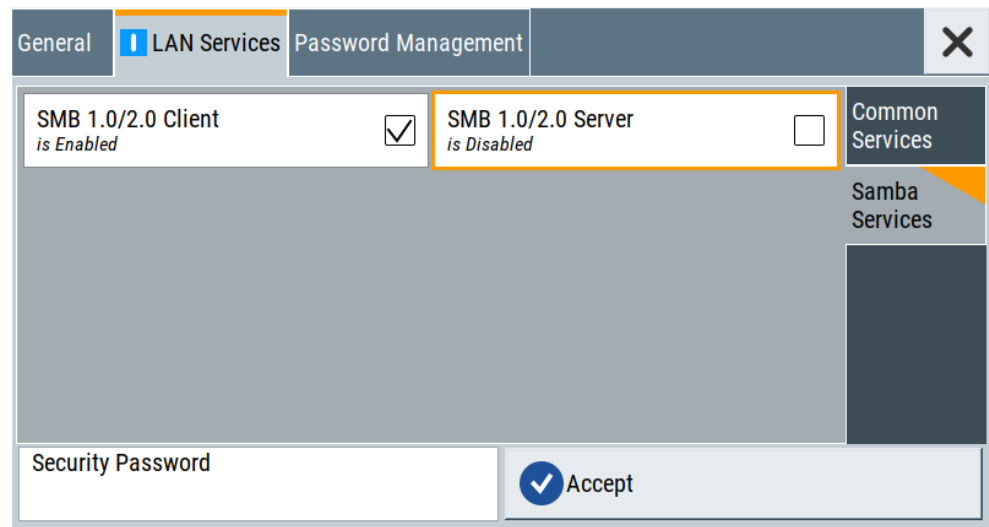 General
LAN Services
Password Management
SMB 1.0/2.0 Client
is Enabled
SMB 1.0/2.0 Server
is Disabled
Common
Services
Samba
Services
Security Password
Accept